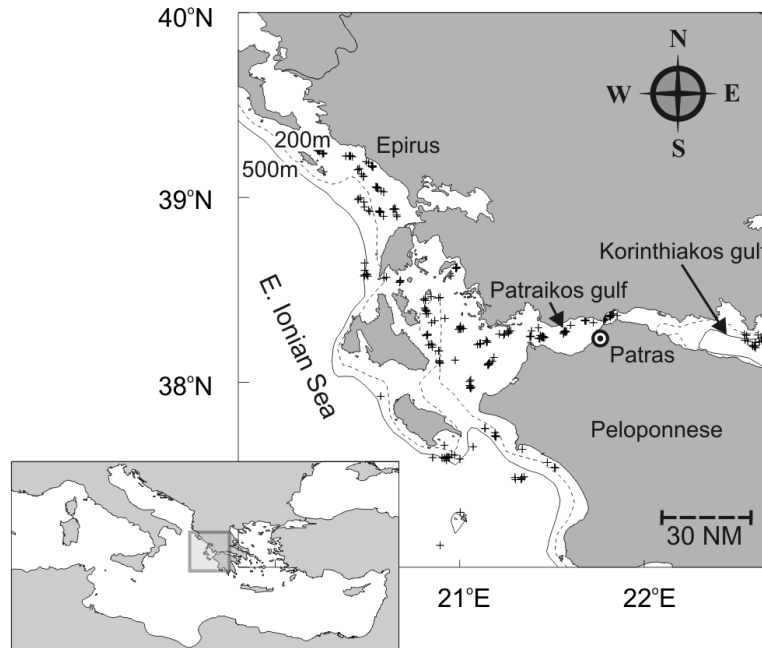 40°N
N
W E
S
200m
Epirus
500m
39°N
Korinthiakos gulf
Patraikos gulf
E. Ionian Sea
Patras
38°N
Peloponnese
30 NM
21°E
22°E